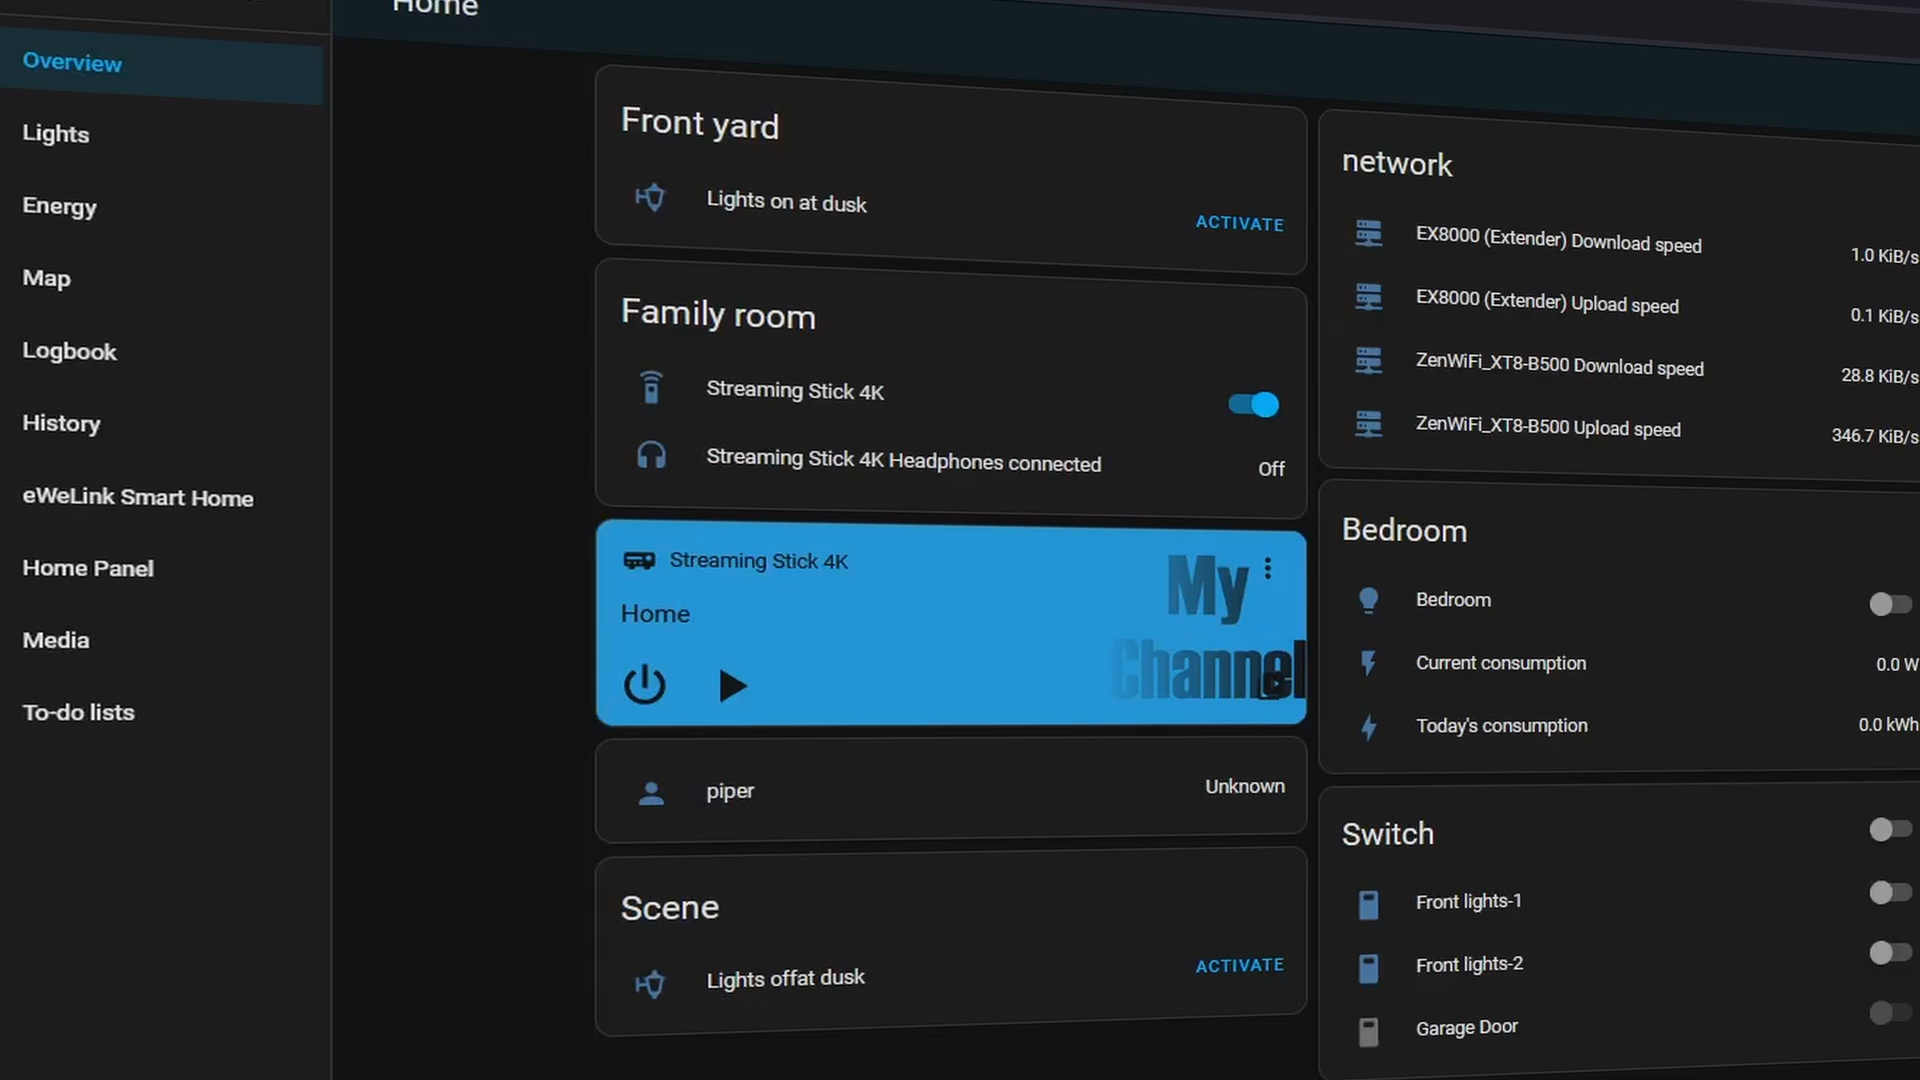 Home
Overview
Lights
Energy
Map
Logbook
History
eWeLink Smart Home
Home Panel
Media
To-do lists
Front yard
Lights on at dusk
ACTIVATE
Family room
Streaming Stick 4K
Streaming Stick 4K Headphones connected
Off
Streaming Stick 4K
Home
My
Channel
piper
Unknown
Scene
Lights offat dusk
ACTIVATE
network
EX8000 (Extender) Download speed
1.0 KiB/s
EX8000 (Extender) Upload speed
0.1 KiB/s
ZenWiFi_XT8-B500 Download speed
28.8 KiB/s
ZenWiFi_XT8-B500 Upload speed
346.7 KiB/s
Bedroom
Bedroom
Current consumption
0.0 W
Today's consumption
0.0 kWh
Switch
Front lights-1
Front lights-2
Garage Door